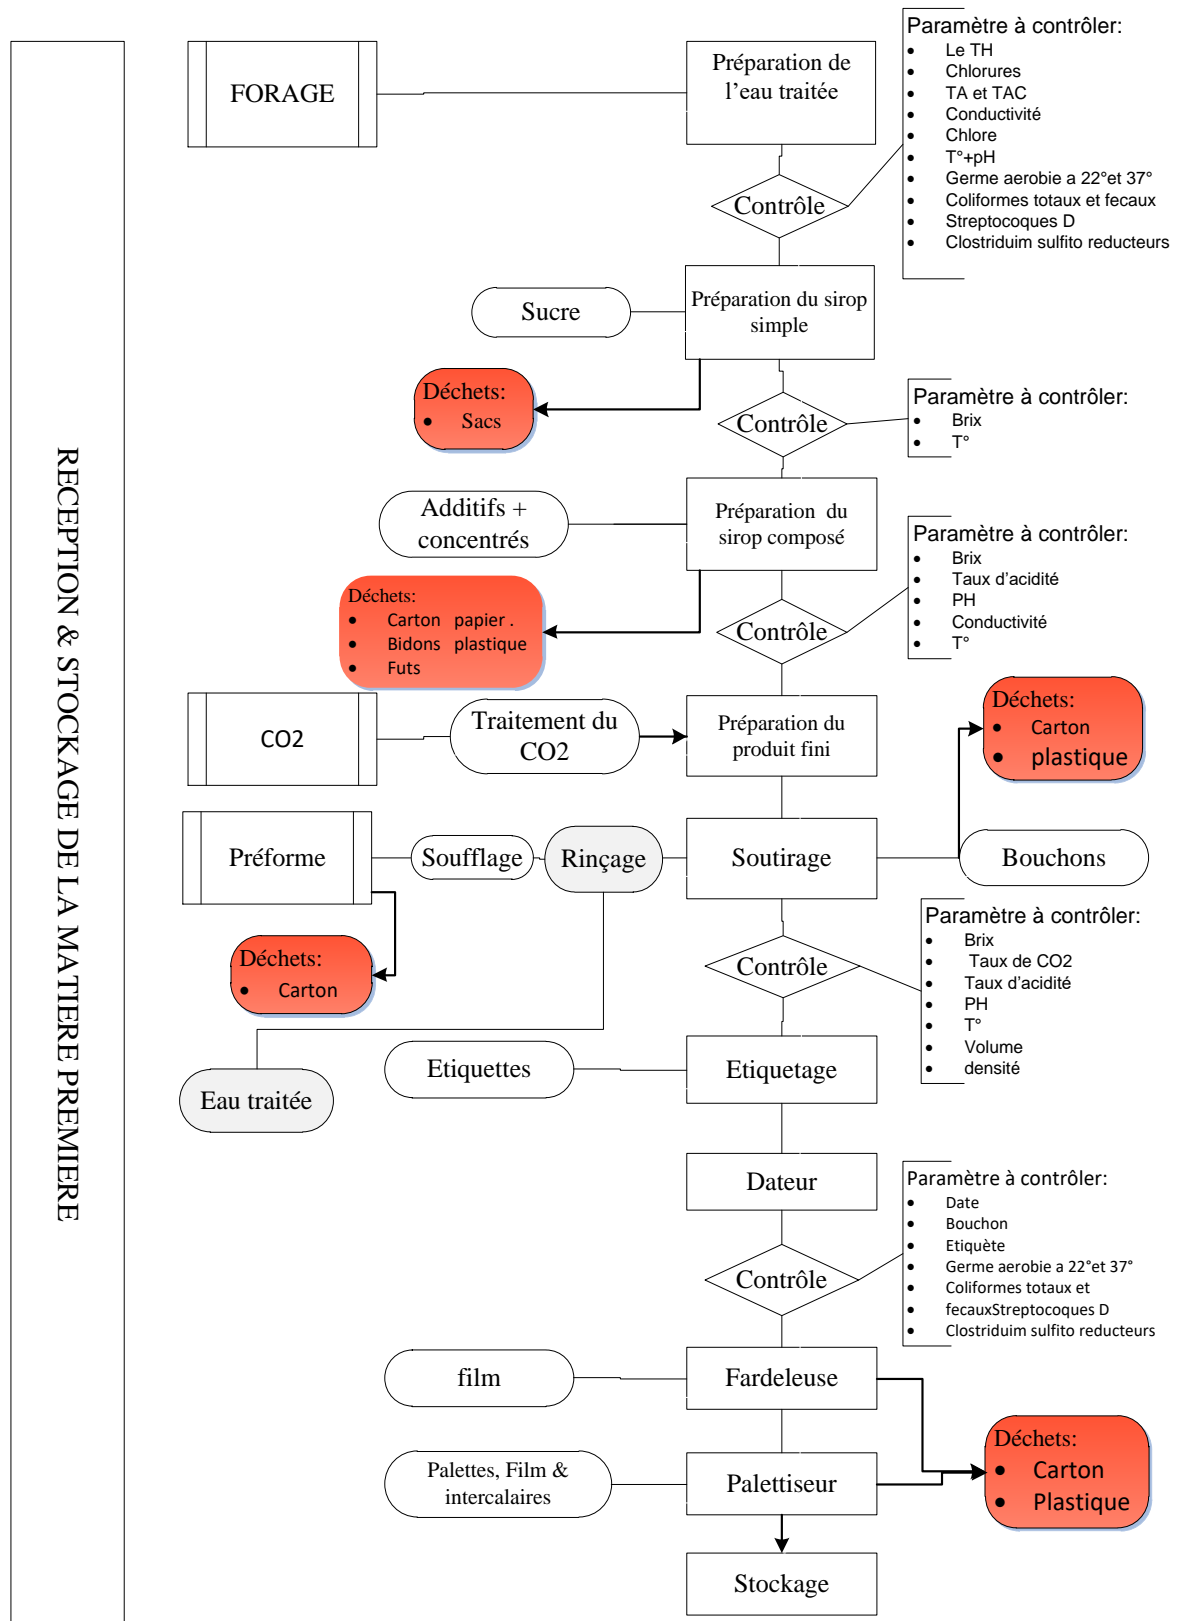 RECEPTION & STOCKAGE DE LA MATIERE PREMIERE
FORAGE
Préparation de
l’eau traitée
Paramètre à contrôler:
• Le TH
• Chlorures
• TA et TAC
• Conductivité
• Chlore
• T°+pH
• Germe aerobie a 22°et 37°
• Coliformes totaux et fecaux
• Streptocoques D
• Clostriduim sulfito reducteurs
Contrôle
Sucre
Préparation du sirop
simple
Déchets:
• Sacs
Contrôle
Paramètre à contrôler:
• Brix
• T°
Additifs +
concentrés
Préparation du
sirop composé
Déchets:
• Carton papier .
• Bidons plastique
• Futs
Contrôle
Paramètre à contrôler:
• Brix
• Taux d’acidité
• PH
• Conductivité
• T°
CO2
Traitement du
CO2
Préparation du
produit fini
Déchets:
• Carton
• plastique
Préforme
Soufflage
Rinçage
Soutirage
Bouchons
Déchets:
• Carton
Contrôle
Paramètre à contrôler:
• Brix
• Taux de CO2
• Taux d’acidité
• PH
• T°
• Volume
• densité
Eau traitée
Etiquettes
Etiquetage
Dateur
Contrôle
Paramètre à contrôler:
• Date
• Bouchon
• Etiquète
• Germe aerobie a 22°et 37°
• Coliformes totaux et
• fecauxStreptocoques D
• Clostriduim sulfito reducteurs
film
Fardeleuse
Palettes, Film &
intercalaires
Palettiseur
Déchets:
• Carton
• Plastique
Stockage